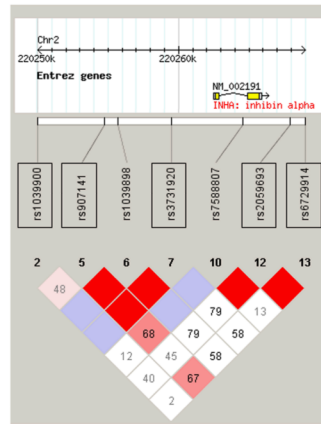 Chr2
220250k 220260k
Entrez genes
NM_002191
INHA: inhibin alpha
rs1039900
rs907141
rs1039898
rs3731920
rs7588807
rs2059693
rs6729914
2 5 6 7 10 12 13
48
79 13
68 79 58
12 45 58
40 67
2